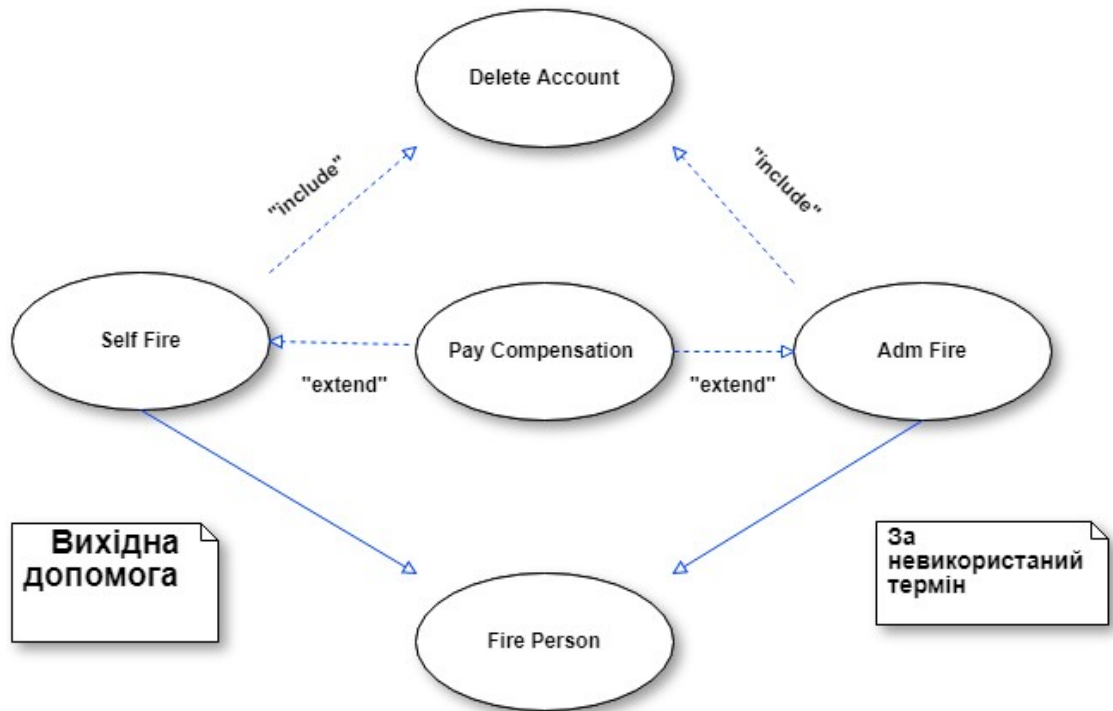 Delete Account
"include"
"include"
Self Fire
Pay Compensation
Adm Fire
"extend"
"extend"
Вихідна
допомога
За
невикористаний
термін
Fire Person